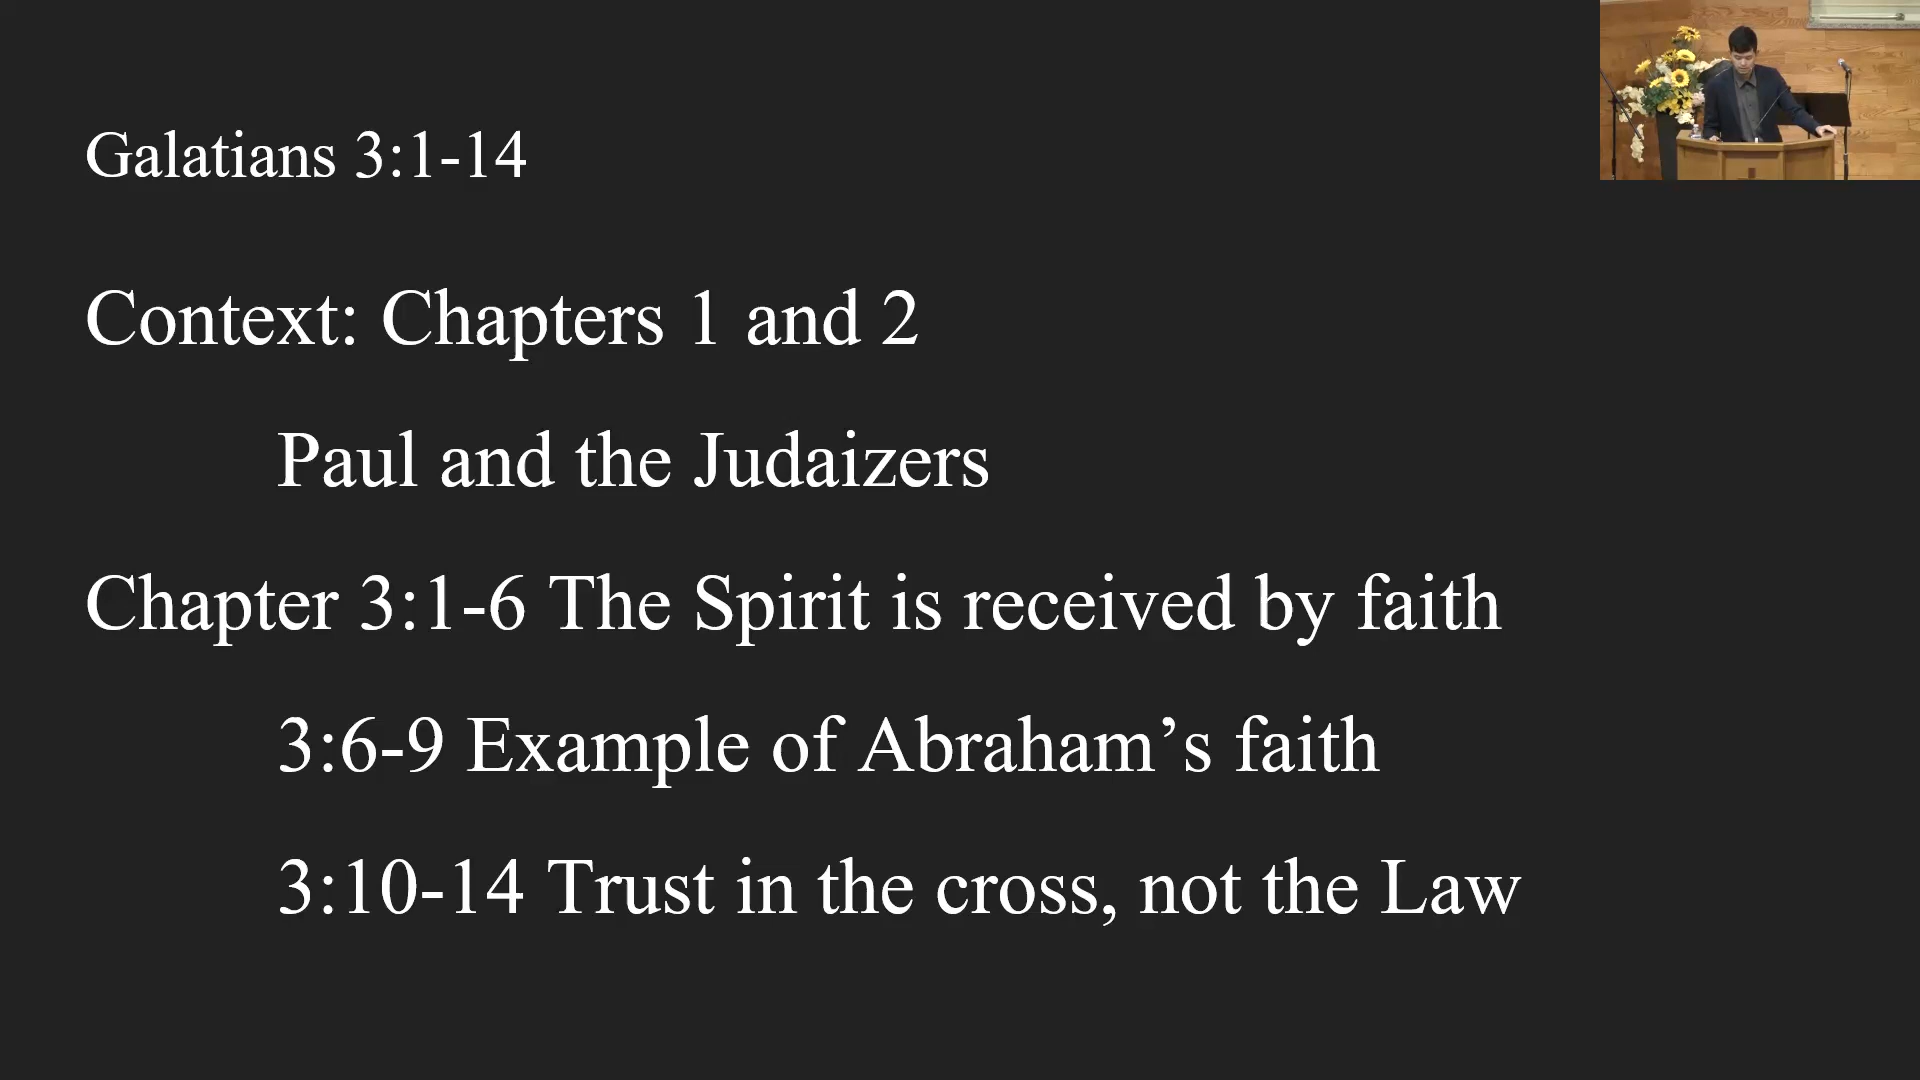 Galatians 3:1-14
Context: Chapters 1 and 2
Paul and the Judaizers
Chapter 3:1-6 The Spirit is received by faith
3:6-9 Example of Abraham’s faith
3:10-14 Trust in the cross, not the Law